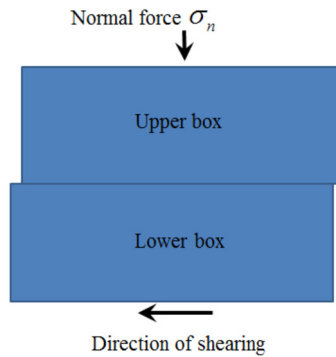 Normal force σn
Upper box
Lower box
Direction of shearing